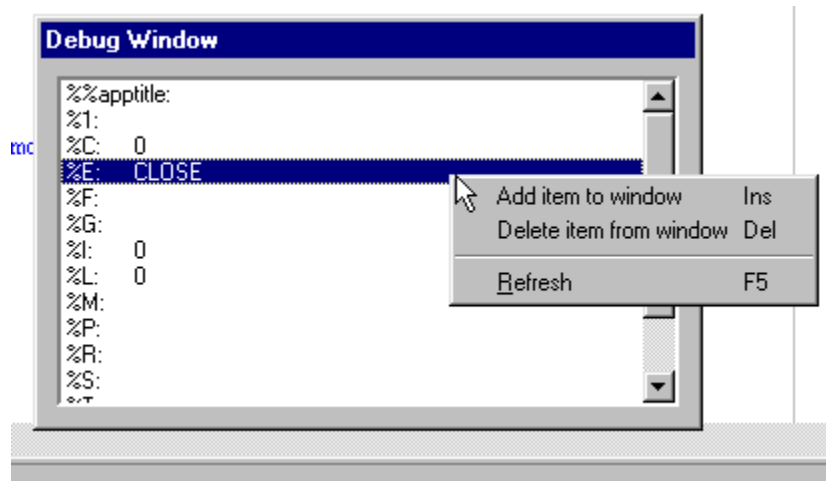 Debug Window
%%apptitle:
%1:
%C: 0
%E: CLOSE
%F:
%G:
%I: 0
%L: 0
%M:
%P:
%R:
%S:
Add item to window Ins
Delete item from window Del
Refresh F5